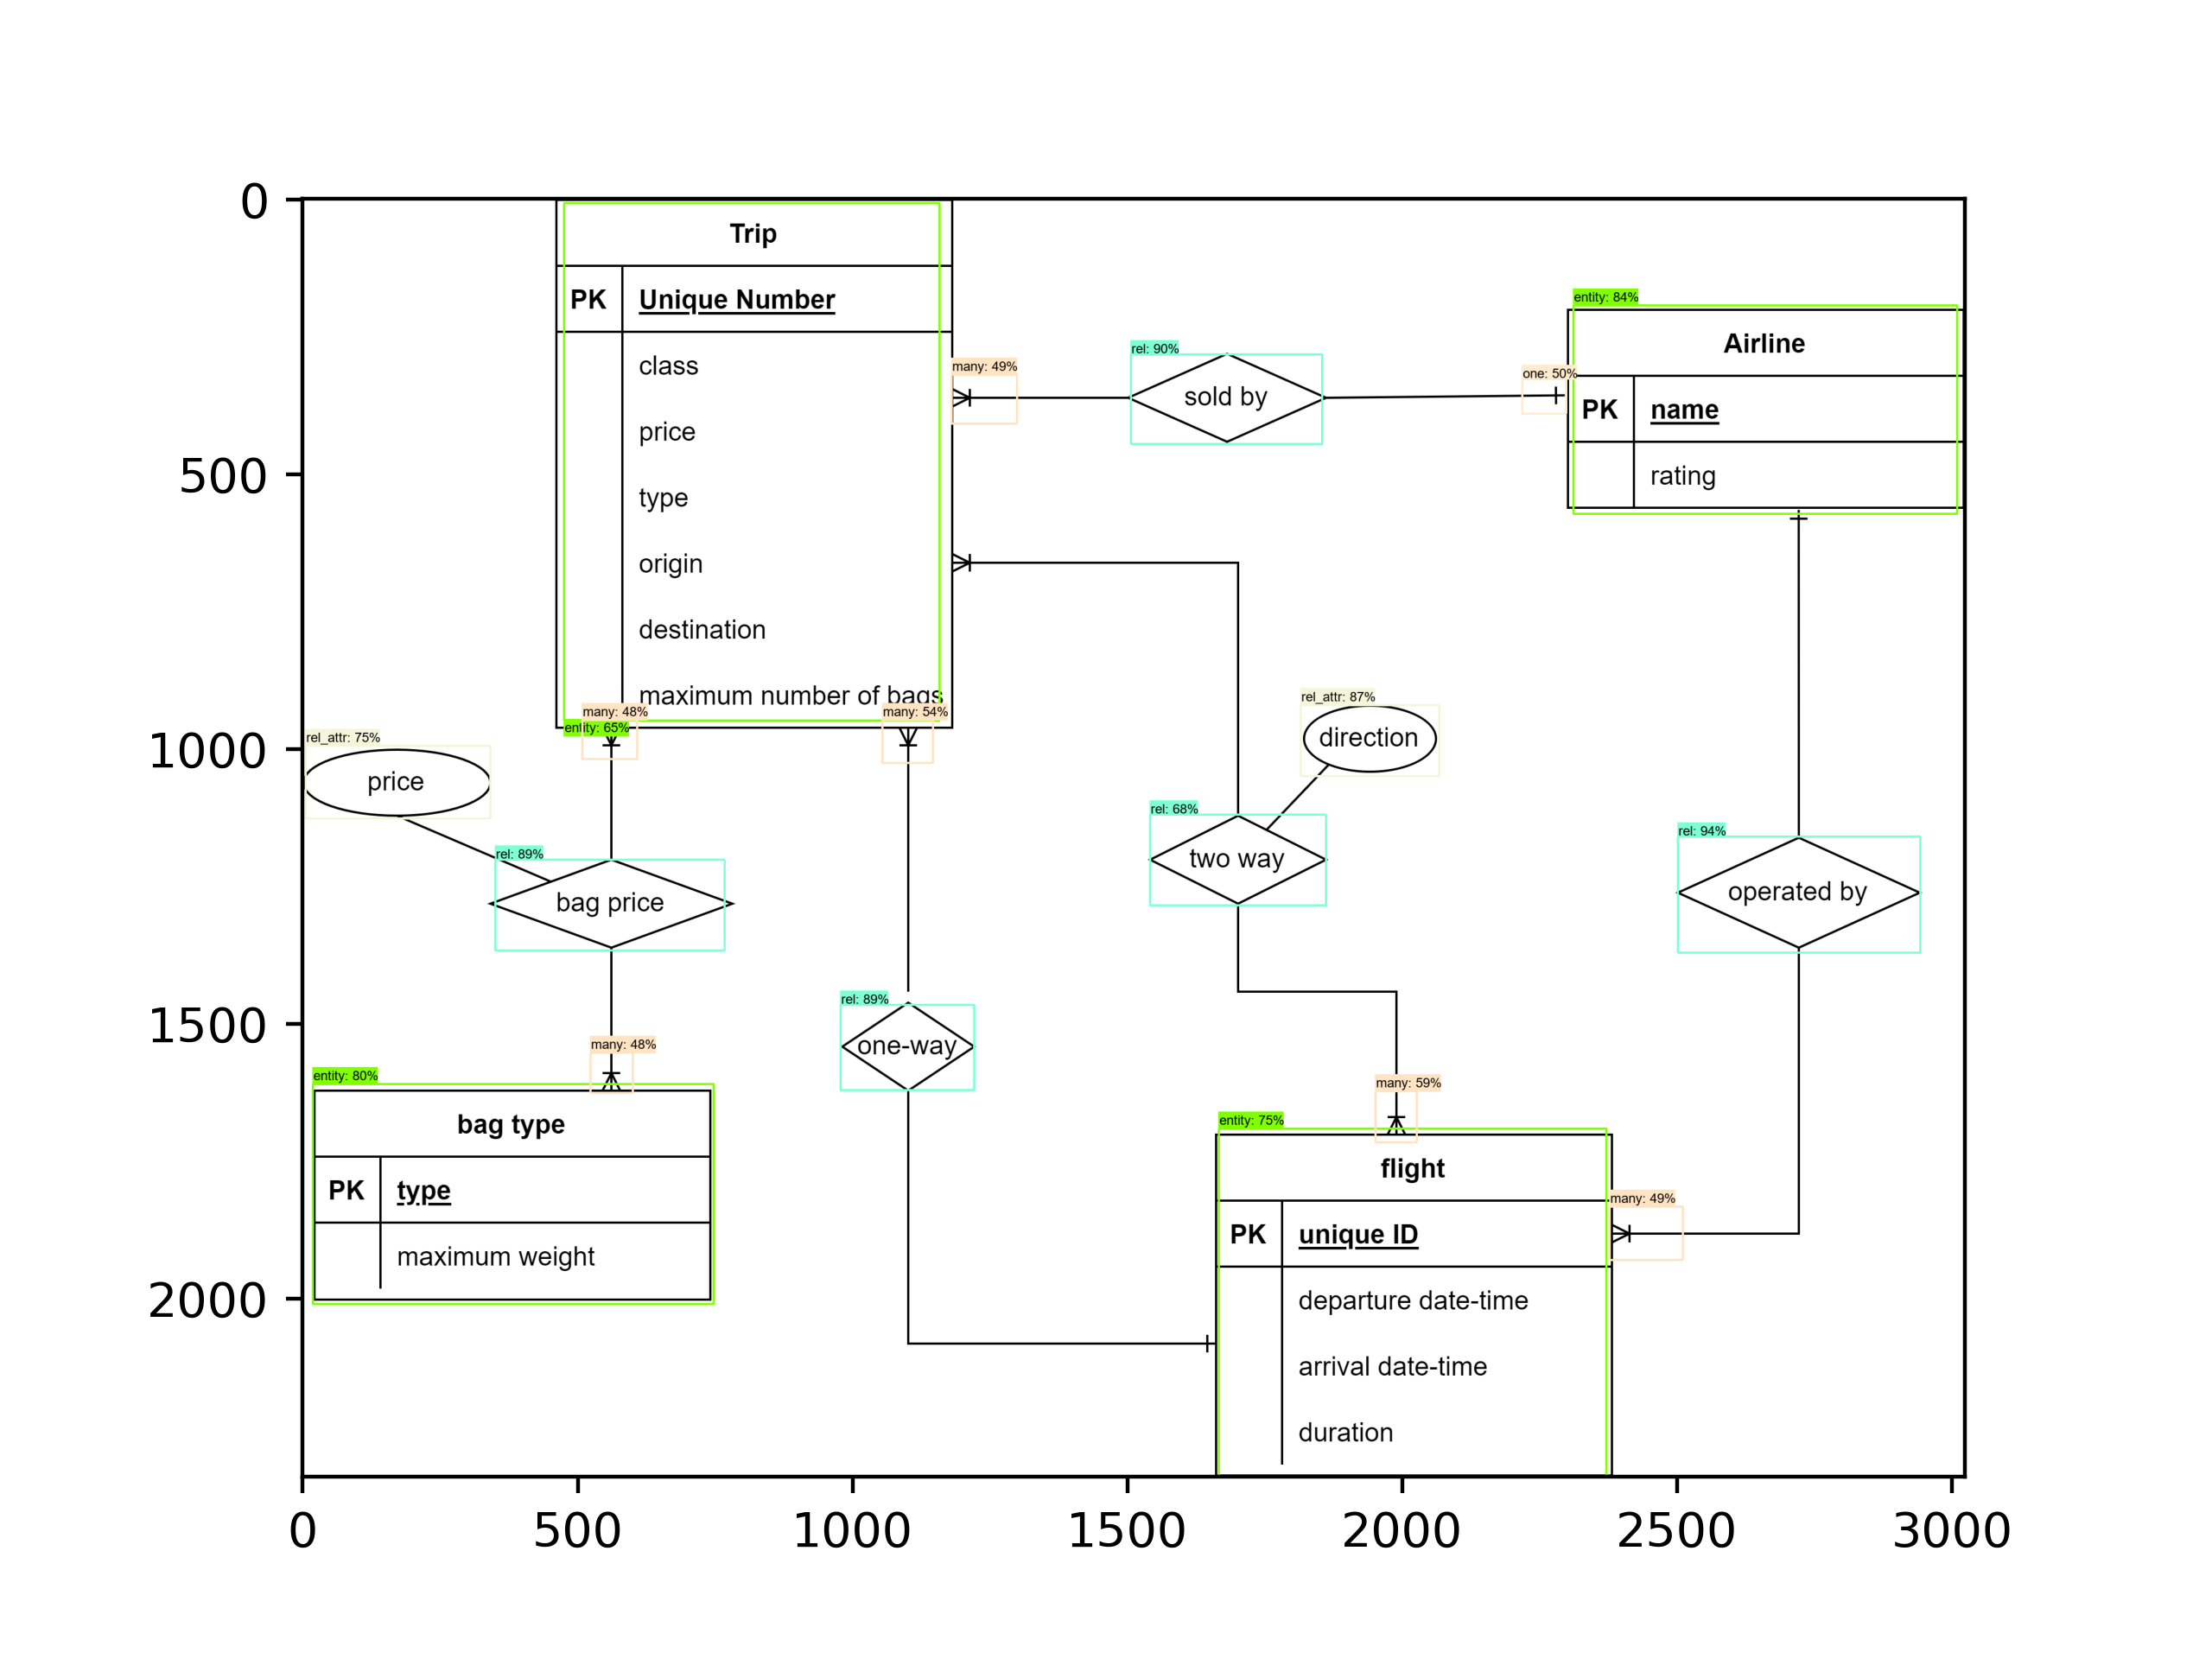 0
Trip
entity: 84%
PK Unique Number
Airline
rel: 90%
class
many: 49%
sold by
one: 50%
PK name
price
500
rating
type
origin
destination
maximum number of bags
rel_attr: 87%
many: 48%
many: 54%
entity: 65%
direction
rel_attr: 75%
1000
price
rel: 68%
rel: 94%
two way
rel: 89%
operated by
bag price
rel: 89%
1500
one-way
many: 48%
entity: 80%
many: 59%
bag type
entity: 75%
flight
PK type
many: 49%
PK unique ID
maximum weight
2000
departure date-time
arrival date-time
duration
0 500 1000 1500 2000 2500 3000